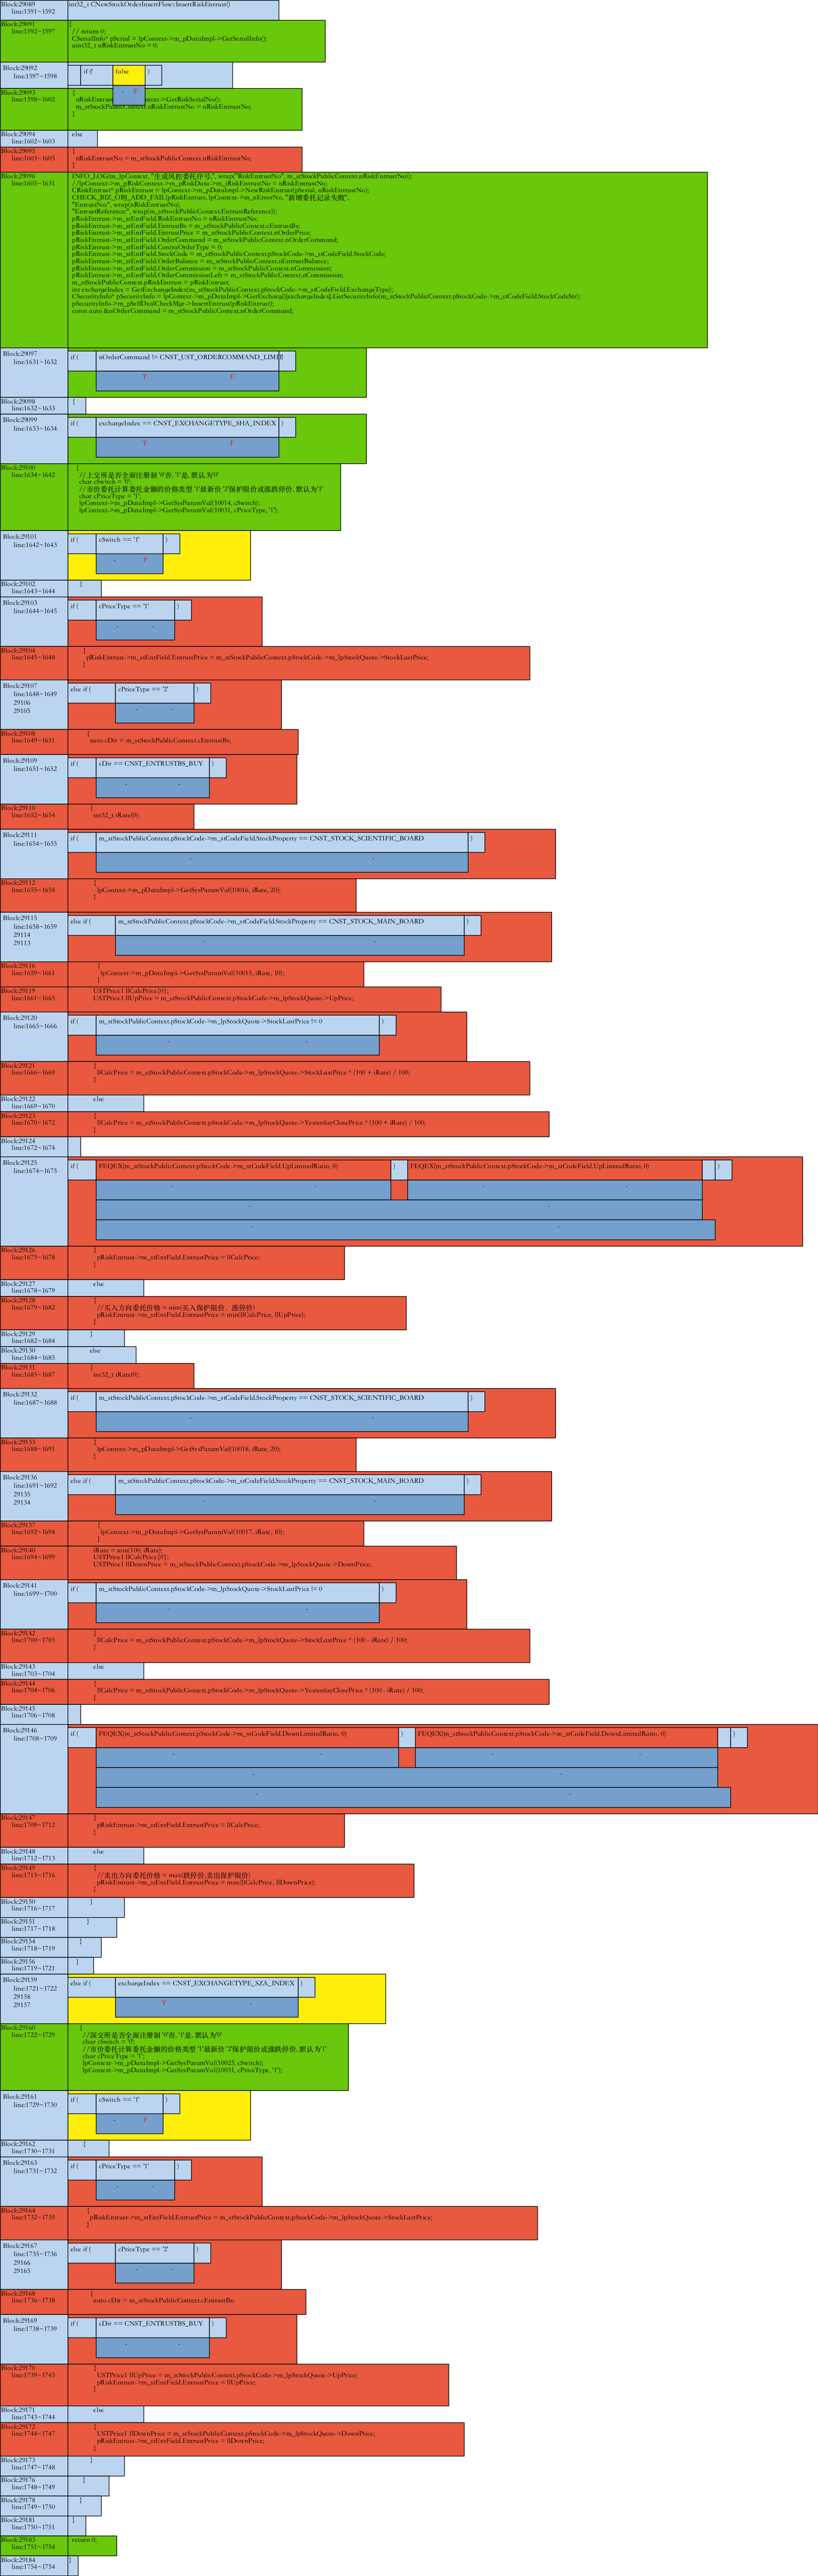 Block:29089 int32_t CNewStockOrderInsertFlow::InsertRiskEntrust()
line:1591~1592
Block:29091 {
line:1592~1597 // return 0;
CSerialInfo* pSerial = lpContext->m_pDataImpl->GetSerialInfo();
uint32_t nRiskEntrustNo = 0;
Block:29092 if (! false )
line:1597~1598
- F
Block:29093 {
line:1598~1602 nRiskEntrust ntext->GetRiskSerialNo();
m_stStockPublicContext.nRiskEntrustNo = nRiskEntrustNo;
}
Block:29094 else
line:1602~1603
Block:29095 {
line:1603~1605 nRiskEntrustNo = m_stStockPublicContext.nRiskEntrustNo;
}
Block:29096 INFO_LOG(m_lpContext, "生成风控委托序号,", wrap("RiskEntrustNo", m_stStockPublicContext.nRiskEntrustNo));
line:1605~1631 //lpContext->m_pRiskContext->m_pRiskData->m_iRiskEntrustNo = nRiskEntrustNo;
CRiskEntrust* pRiskEntrust = lpContext->m_pDataImpl->NewRiskEntrust(pSerial, nRiskEntrustNo);
CHECK_BIZ_OBJ_ADD_FAIL(pRiskEntrust, lpContext->m_nErrorNo, "新增委托记录失败",
"EntrustNo:", wrap(nRiskEntrustNo),
"EntrustReference:", wrap(m_stStockPublicContext.EntrustReference));
pRiskEntrust->m_stEntField.RiskEntrustNo = nRiskEntrustNo;
pRiskEntrust->m_stEntField.EntrustBs = m_stStockPublicContext.cEntrustBs;
pRiskEntrust->m_stEntField.EntrustPrice = m_stStockPublicContext.nOrderPrice;
pRiskEntrust->m_stEntField.OrderCommand = m_stStockPublicContext.nOrderCommand;
pRiskEntrust->m_stEntField.ContraOrderType = 0;
pRiskEntrust->m_stEntField.StockCode = m_stStockPublicContext.pStockCode->m_stCodeField.StockCode;
pRiskEntrust->m_stEntField.OrderBalance = m_stStockPublicContext.nEntrustBalance;
pRiskEntrust->m_stEntField.OrderCommission = m_stStockPublicContext.nCommission;
pRiskEntrust->m_stEntField.OrderCommissionLeft = m_stStockPublicContext.nCommission;
m_stStockPublicContext.pRiskEntrust = pRiskEntrust;
int exchargeIndex = GetExchargeIndex(m_stStockPublicContext.pStockCode->m_stCodeField.ExchangeType);
CSecurityInfo* pSecurityInfo = lpContext->m_pDataImpl->GetExcharg()[exchargeIndex].GetSecurityInfo(m_stStockPublicContext.pStockCode->m_stCodeField.StockCodeStr);
pSecurityInfo->m_pSelfDealCheckMgr->InsertEntrust(pRiskEntrust);
const auto &nOrderCommand = m_stStockPublicContext.nOrderCommand;
Block:29097 if ( nOrderCommand != CNST_UST_ORDERCOMMAND_LIMIT )
line:1631~1632
T F
Block:29098 {
line:1632~1633
Block:29099 if ( exchargeIndex == CNST_EXCHANGETYPE_SHA_INDEX )
line:1633~1634
T F
Block:29100 {
line:1634~1642 //上交所是否全面注册制 '0'否, '1'是, 默认为'0'
char cSwitch = '0';
//市价委托计算委托金额的价格类型 '1'最新价 '2'保护限价或涨跌停价, 默认为'1'
char cPriceType = '1';
lpContext->m_pDataImpl->GetSysParamVal(10014, cSwitch);
lpContext->m_pDataImpl->GetSysParamVal(10031, cPriceType, '1');
Block:29101 if ( cSwitch == '1' )
line:1642~1643
- F
Block:29102 {
line:1643~1644
Block:29103 if ( cPriceType == '1' )
line:1644~1645
- -
Block:29104 {
line:1645~1648 pRiskEntrust->m_stEntField.EntrustPrice = m_stStockPublicContext.pStockCode->m_lpStockQuote->StockLastPrice;
}
Block:29107 else if ( cPriceType == '2' )
line:1648~1649
29106
29105 - -
Block:29108 {
line:1649~1651 auto cDir = m_stStockPublicContext.cEntrustBs;
Block:29109 if ( cDir == CNST_ENTRUSTBS_BUY )
line:1651~1652
- -
Block:29110 {
line:1652~1654 int32_t iRate(0);
Block:29111 if ( m_stStockPublicContext.pStockCode->m_stCodeField.StockProperty == CNST_STOCK_SCIENTIFIC_BOARD )
line:1654~1655
- -
Block:29112 {
line:1655~1658 lpContext->m_pDataImpl->GetSysParamVal(10016, iRate, 20);
}
Block:29115 else if ( m_stStockPublicContext.pStockCode->m_stCodeField.StockProperty == CNST_STOCK_MAIN_BOARD )
line:1658~1659
29114
29113 - -
Block:29116 {
line:1659~1661 lpContext->m_pDataImpl->GetSysParamVal(10015, iRate, 10);
}
Block:29119 USTPrice1 llCalcPrice{0};
line:1661~1665 USTPrice1 llUpPrice = m_stStockPublicContext.pStockCode->m_lpStockQuote->UpPrice;
Block:29120 if ( m_stStockPublicContext.pStockCode->m_lpStockQuote->StockLastPrice != 0 )
line:1665~1666
- -
Block:29121 {
line:1666~1669 llCalcPrice = m_stStockPublicContext.pStockCode->m_lpStockQuote->StockLastPrice * (100 + iRate) / 100;
}
Block:29122 else
line:1669~1670
Block:29123 {
line:1670~1672 llCalcPrice = m_stStockPublicContext.pStockCode->m_lpStockQuote->YesterdayClosePrice * (100 + iRate) / 100;
}
Block:29124
line:1672~1674
Block:29125 if ( FEQEX(m_stStockPublicContext.pStockCode->m_stCodeField.UpLimitedRatio, 0) ) FEQEX(m_stStockPublicContext.pStockCode->m_stCodeField.UpLimitedRatio, 0) )
line:1674~1675
- - - -
- -
- -
Block:29126 {
line:1675~1678 pRiskEntrust->m_stEntField.EntrustPrice = llCalcPrice;
}
Block:29127 else
line:1678~1679
Block:29128 {
line:1679~1682 //买入方向委托价格 = min(买入保护限价、涨停价)
pRiskEntrust->m_stEntField.EntrustPrice = min(llCalcPrice, llUpPrice);
}
Block:29129 }
line:1682~1684
Block:29130 else
line:1684~1685
Block:29131 {
line:1685~1687 int32_t iRate(0);
Block:29132 if ( m_stStockPublicContext.pStockCode->m_stCodeField.StockProperty == CNST_STOCK_SCIENTIFIC_BOARD )
line:1687~1688
- -
Block:29133 {
line:1688~1691 lpContext->m_pDataImpl->GetSysParamVal(10018, iRate, 20);
}
Block:29136 else if ( m_stStockPublicContext.pStockCode->m_stCodeField.StockProperty == CNST_STOCK_MAIN_BOARD )
line:1691~1692
29135
29134 - -
Block:29137 {
line:1692~1694 lpContext->m_pDataImpl->GetSysParamVal(10017, iRate, 10);
}
Block:29140 iRate = min(100, iRate);
line:1694~1699 USTPrice1 llCalcPrice{0};
USTPrice1 llDownPrice = m_stStockPublicContext.pStockCode->m_lpStockQuote->DownPrice;
Block:29141 if ( m_stStockPublicContext.pStockCode->m_lpStockQuote->StockLastPrice != 0 )
line:1699~1700
- -
Block:29142 {
line:1700~1703 llCalcPrice = m_stStockPublicContext.pStockCode->m_lpStockQuote->StockLastPrice * (100 - iRate) / 100;
}
Block:29143 else
line:1703~1704
Block:29144 {
line:1704~1706 llCalcPrice = m_stStockPublicContext.pStockCode->m_lpStockQuote->YesterdayClosePrice * (100 - iRate) / 100;
}
Block:29145
line:1706~1708
Block:29146 if ( FEQEX(m_stStockPublicContext.pStockCode->m_stCodeField.DownLimitedRatio, 0) ) FEQEX(m_stStockPublicContext.pStockCode->m_stCodeField.DownLimitedRatio, 0) )
line:1708~1709
- - - -
- -
- -
Block:29147 {
line:1709~1712 pRiskEntrust->m_stEntField.EntrustPrice = llCalcPrice;
}
Block:29148 else
line:1712~1713
Block:29149 {
line:1713~1716 //卖出方向委托价格 = max(跌停价,卖出保护限价)
pRiskEntrust->m_stEntField.EntrustPrice = max(llCalcPrice, llDownPrice);
}
Block:29150 }
line:1716~1717
Block:29151 }
line:1717~1718
Block:29154 }
line:1718~1719
Block:29156 }
line:1719~1721
Block:29159 else if ( exchargeIndex == CNST_EXCHANGETYPE_SZA_INDEX )
line:1721~1722
29158
29157 T -
Block:29160 {
line:1722~1729 //深交所是否全面注册制 '0'否, '1'是, 默认为'0'
char cSwitch = '0';
//市价委托计算委托金额的价格类型 '1'最新价 '2'保护限价或涨跌停价, 默认为'1'
char cPriceType = '1';
lpContext->m_pDataImpl->GetSysParamVal(10025, cSwitch);
lpContext->m_pDataImpl->GetSysParamVal(10031, cPriceType, '1');
Block:29161 if ( cSwitch == '1' )
line:1729~1730
- F
Block:29162 {
line:1730~1731
Block:29163 if ( cPriceType == '1' )
line:1731~1732
- -
Block:29164 {
line:1732~1735 pRiskEntrust->m_stEntField.EntrustPrice = m_stStockPublicContext.pStockCode->m_lpStockQuote->StockLastPrice;
}
Block:29167 else if ( cPriceType == '2' )
line:1735~1736
29166
29165 - -
Block:29168 {
line:1736~1738 auto cDir = m_stStockPublicContext.cEntrustBs;
Block:29169 if ( cDir == CNST_ENTRUSTBS_BUY )
line:1738~1739
- -
Block:29170 {
line:1739~1743 USTPrice1 llUpPrice = m_stStockPublicContext.pStockCode->m_lpStockQuote->UpPrice;
pRiskEntrust->m_stEntField.EntrustPrice = llUpPrice;
}
Block:29171 else
line:1743~1744
Block:29172 {
line:1744~1747 USTPrice1 llDownPrice = m_stStockPublicContext.pStockCode->m_lpStockQuote->DownPrice;
pRiskEntrust->m_stEntField.EntrustPrice = llDownPrice;
}
Block:29173 }
line:1747~1748
Block:29176 }
line:1748~1749
Block:29178 }
line:1749~1750
Block:29181 }
line:1750~1751
Block:29183 return 0;
line:1751~1754
Block:29184 }
line:1754~1754